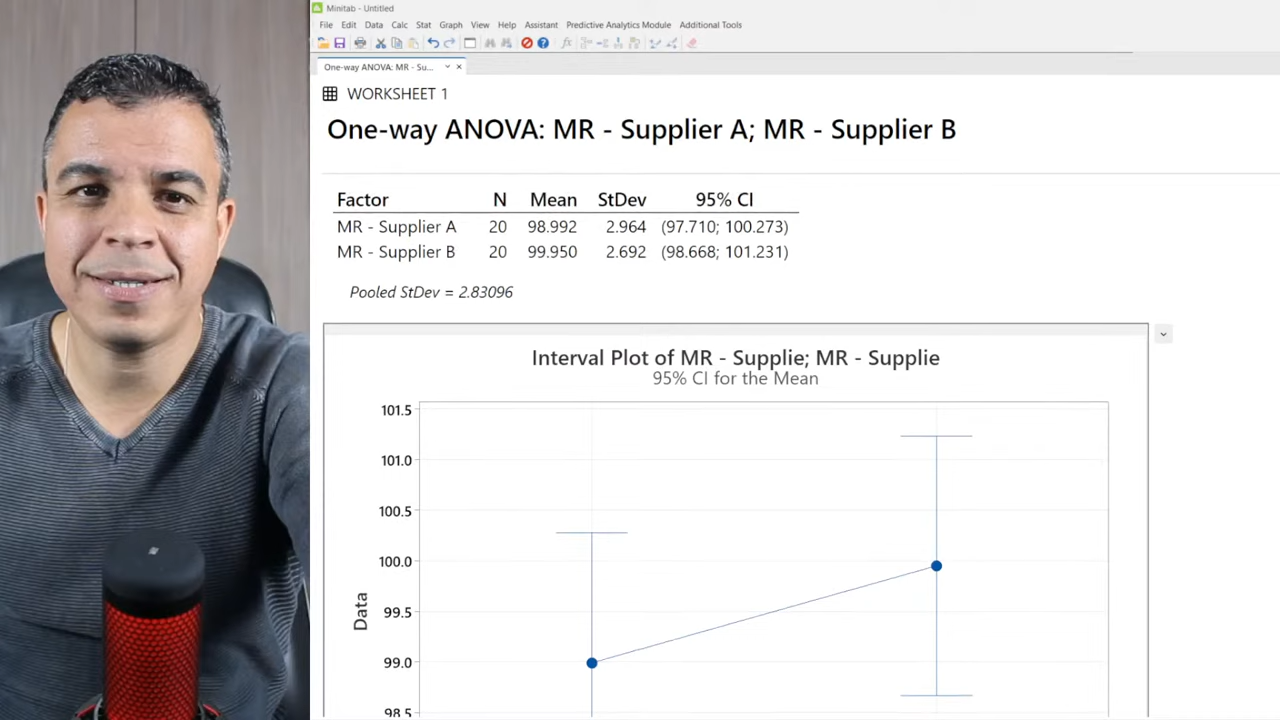 Minitab - Untitled
File Edit Data Calc Stat Graph View Help Assistant Predictive Analytics Module Additional Tools
One-way ANOVA: MR - Su...
WORKSHEET 1
One-way ANOVA: MR - Supplier A; MR - Supplier B
Factor N Mean StDev 95% CI
MR - Supplier A 20 98.992 2.964 (97.710; 100.273)
MR - Supplier B 20 99.950 2.692 (98.668; 101.231)
Pooled StDev = 2.83096
Interval Plot of MR - Supplie; MR - Supplie
95% CI for the Mean
101.5
101.0
100.5
100.0
99.5
99.0
98.5
Data